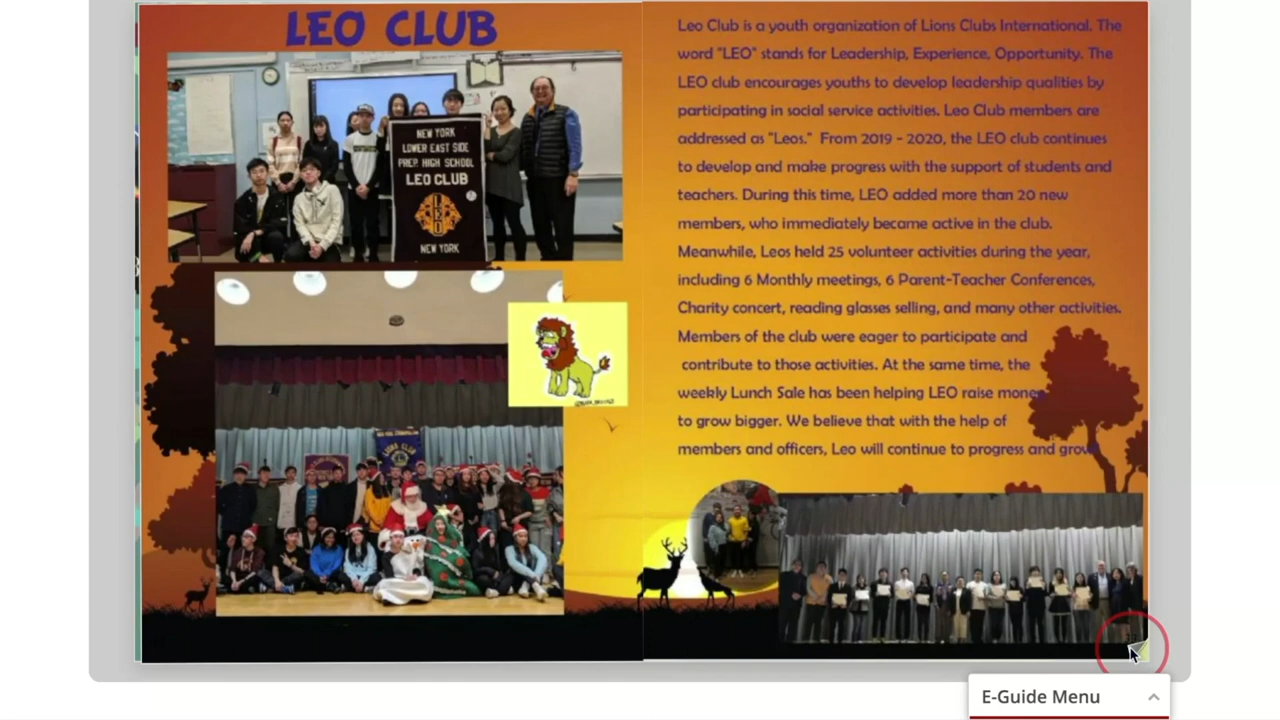 LEO CLUB
NEW YORK
LOWER EAST SIDE
PREP. HIGH SCHOOL
LEO CLUB
LEO
NEW YORK
LIONS CLUB
Leo Club is a youth organization of Lions Clubs International. The
word "LEO" stands for Leadership, Experience, Opportunity. The
LEO club encourages youths to develop leadership qualities by
participating in social service activities. Leo Club members are
addressed as "Leos."  From 2019 - 2020, the LEO club continues
to develop and make progress with the support of students and
teachers. During this time, LEO added more than 20 new
members, who immediately became active in the club.
Meanwhile, Leos held 25 volunteer activities during the year,
including 6 Monthly meetings, 6 Parent-Teacher Conferences,
Charity concert, reading glasses selling, and many other activities.
Members of the club were eager to participate and
contribute to those activities. At the same time, the
weekly Lunch Sale has been helping LEO raise money
to grow bigger. We believe that with the help of
members and officers, Leo will continue to progress and grow.
E-Guide Menu